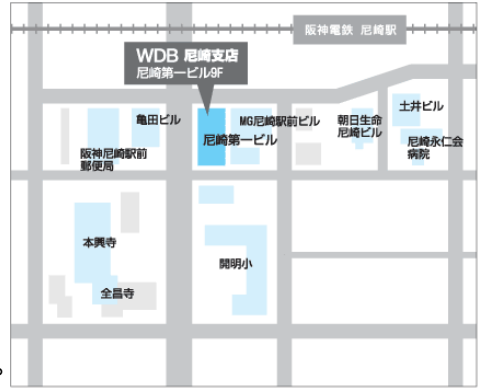 阪神電鉄 尼崎駅
WDB 尼崎支店
尼崎第一ビル9F
亀田ビル
MG尼崎駅前ビル
尼崎第一ビル
朝日生命
尼崎ビル
土井ビル
尼崎永仁会
病院
阪神尼崎駅前
郵便局
本興寺
開明小
全昌寺